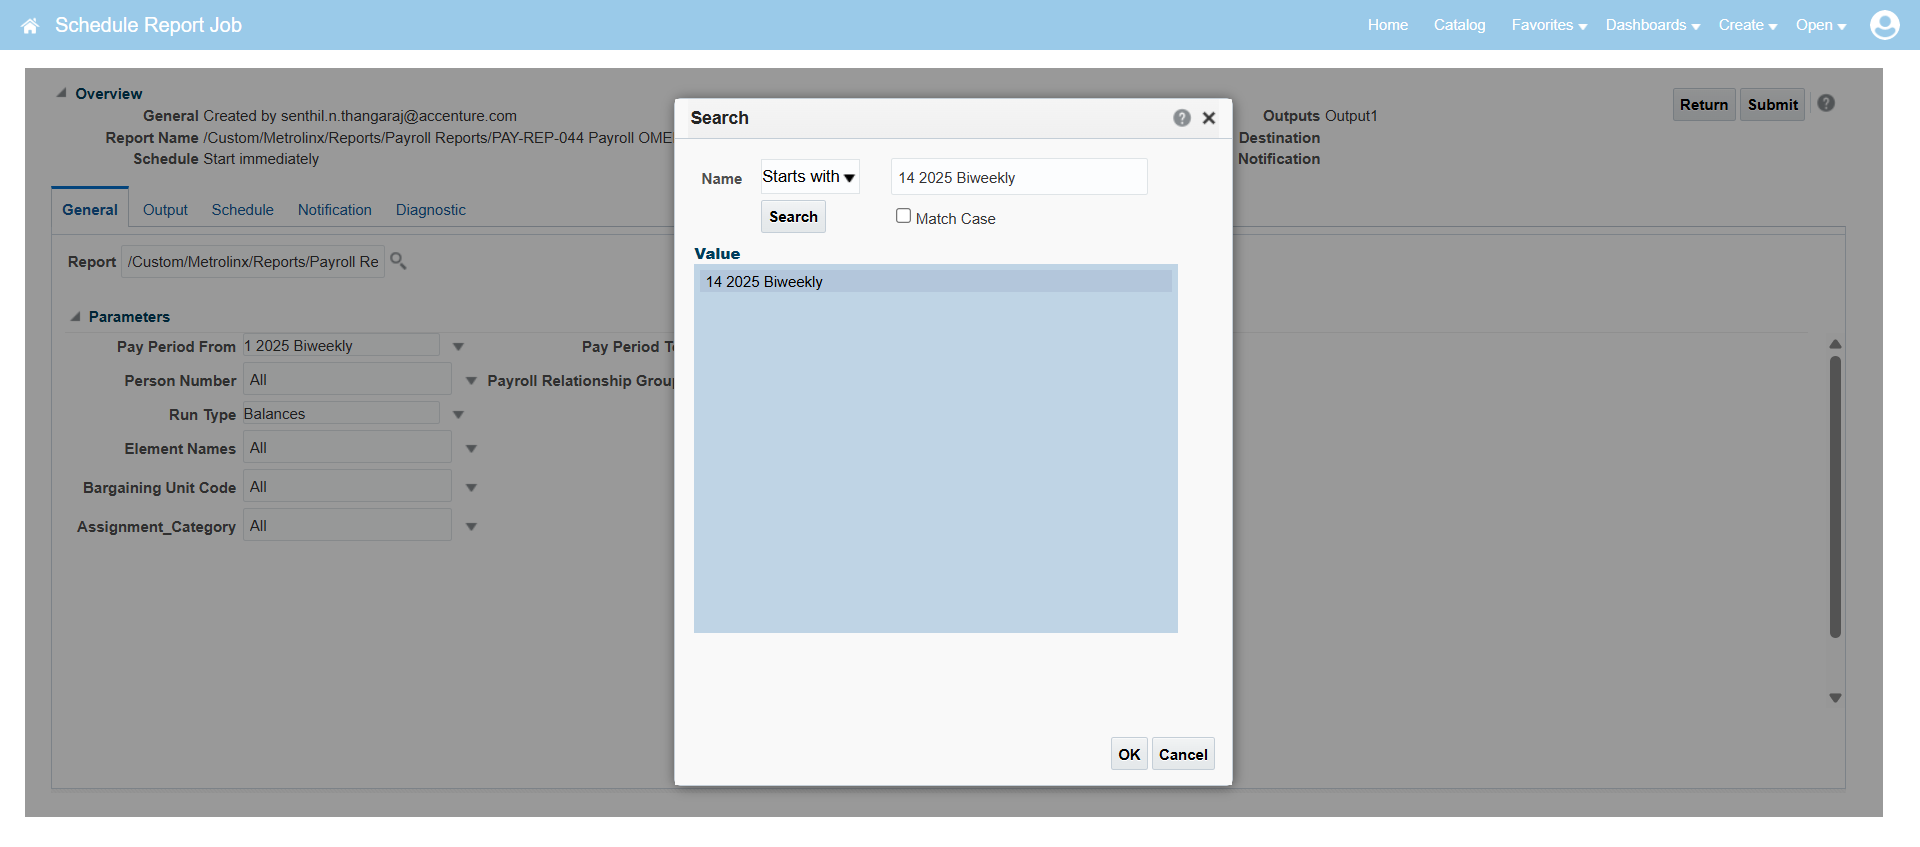 Schedule Report Job
Home Catalog Favorites Dashboards Create Open
Overview
General Created by senthil.n.thangaraj@accenture.com
Report Name /Custom/Metrolinx/Reports/Payroll Reports/PAY-REP-044 Payroll OME
Schedule Start immediately
Outputs Output1
Destination
Notification
Return Submit ?
General Output Schedule Notification Diagnostic
Report /Custom/Metrolinx/Reports/Payroll Re
Parameters
Pay Period From 1 2025 Biweekly Pay Period
Person Number All Payroll Relationship
Run Type Balances
Element Names All
Bargaining Unit Code All
Assignment_Category All
Search ?
Name Starts with 14 2025 Biweekly
Search Match Case
Value
14 2025 Biweekly
OK Cancel